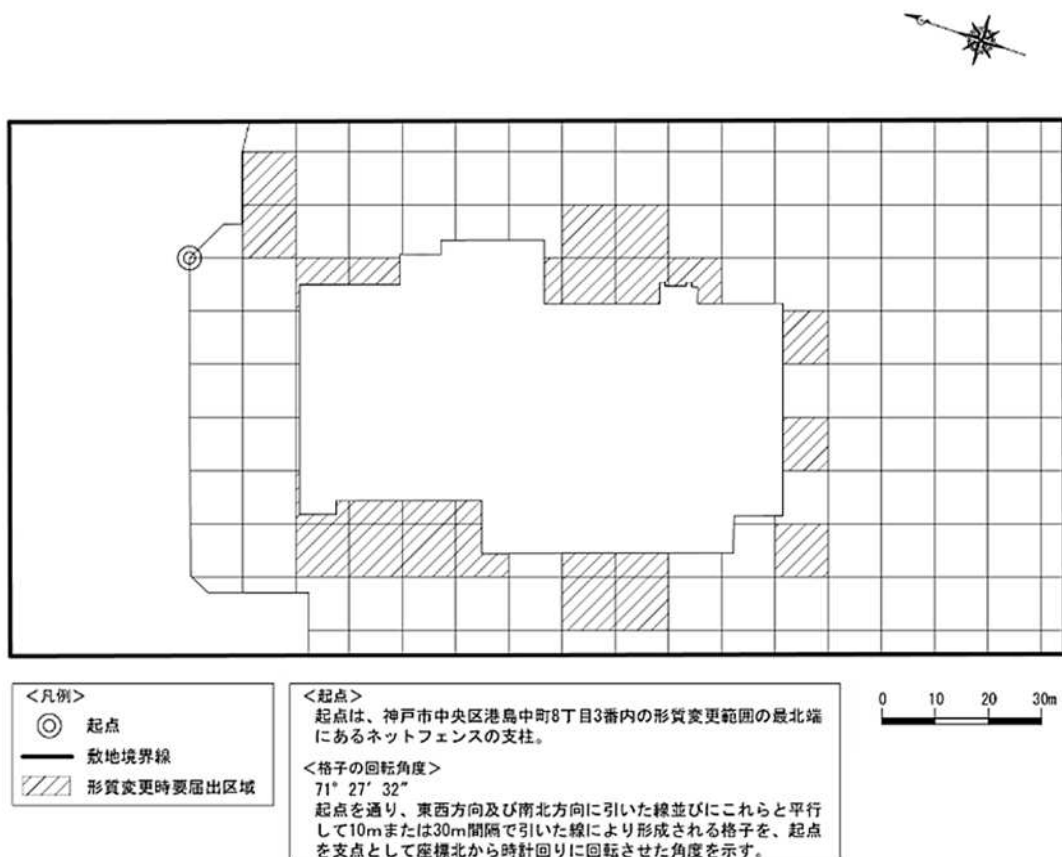 <凡例>
起点
敷地境界線
形質変更時要届出区域
<起点>
起点は、神戸市中央区港島中町8丁目3番内の形質変更範囲の最北端
にあるネットフェンスの支柱。
<格子の回転角度>
71° 27′ 32″
起点を通り、東西方向及び南北方向に引いた線並びにこれらと平行
して10mまたは30m間隔で引いた線により形成される格子を、起点
を支点として座標北から時計回りに回転させた角度を示す。
0 10 20 30m